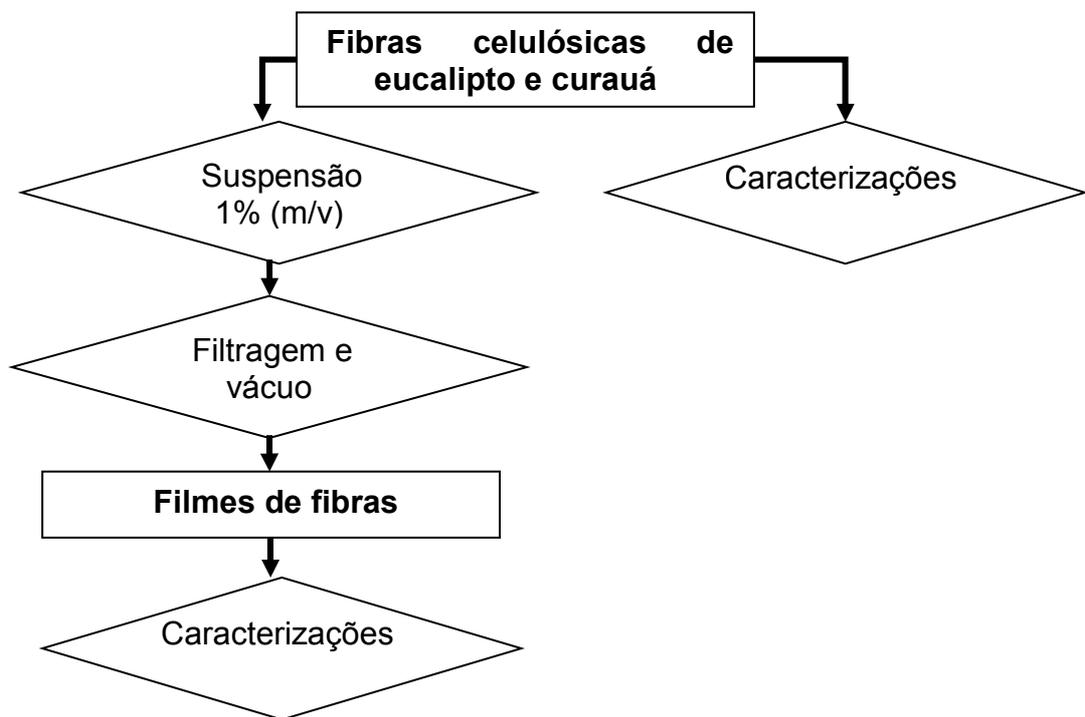 Fibras celulósicas de
eucalipto e curauá
Suspensão
1% (m/v)
Caracterizações
Filtragem e
vácuo
Filmes de fibras
Caracterizações